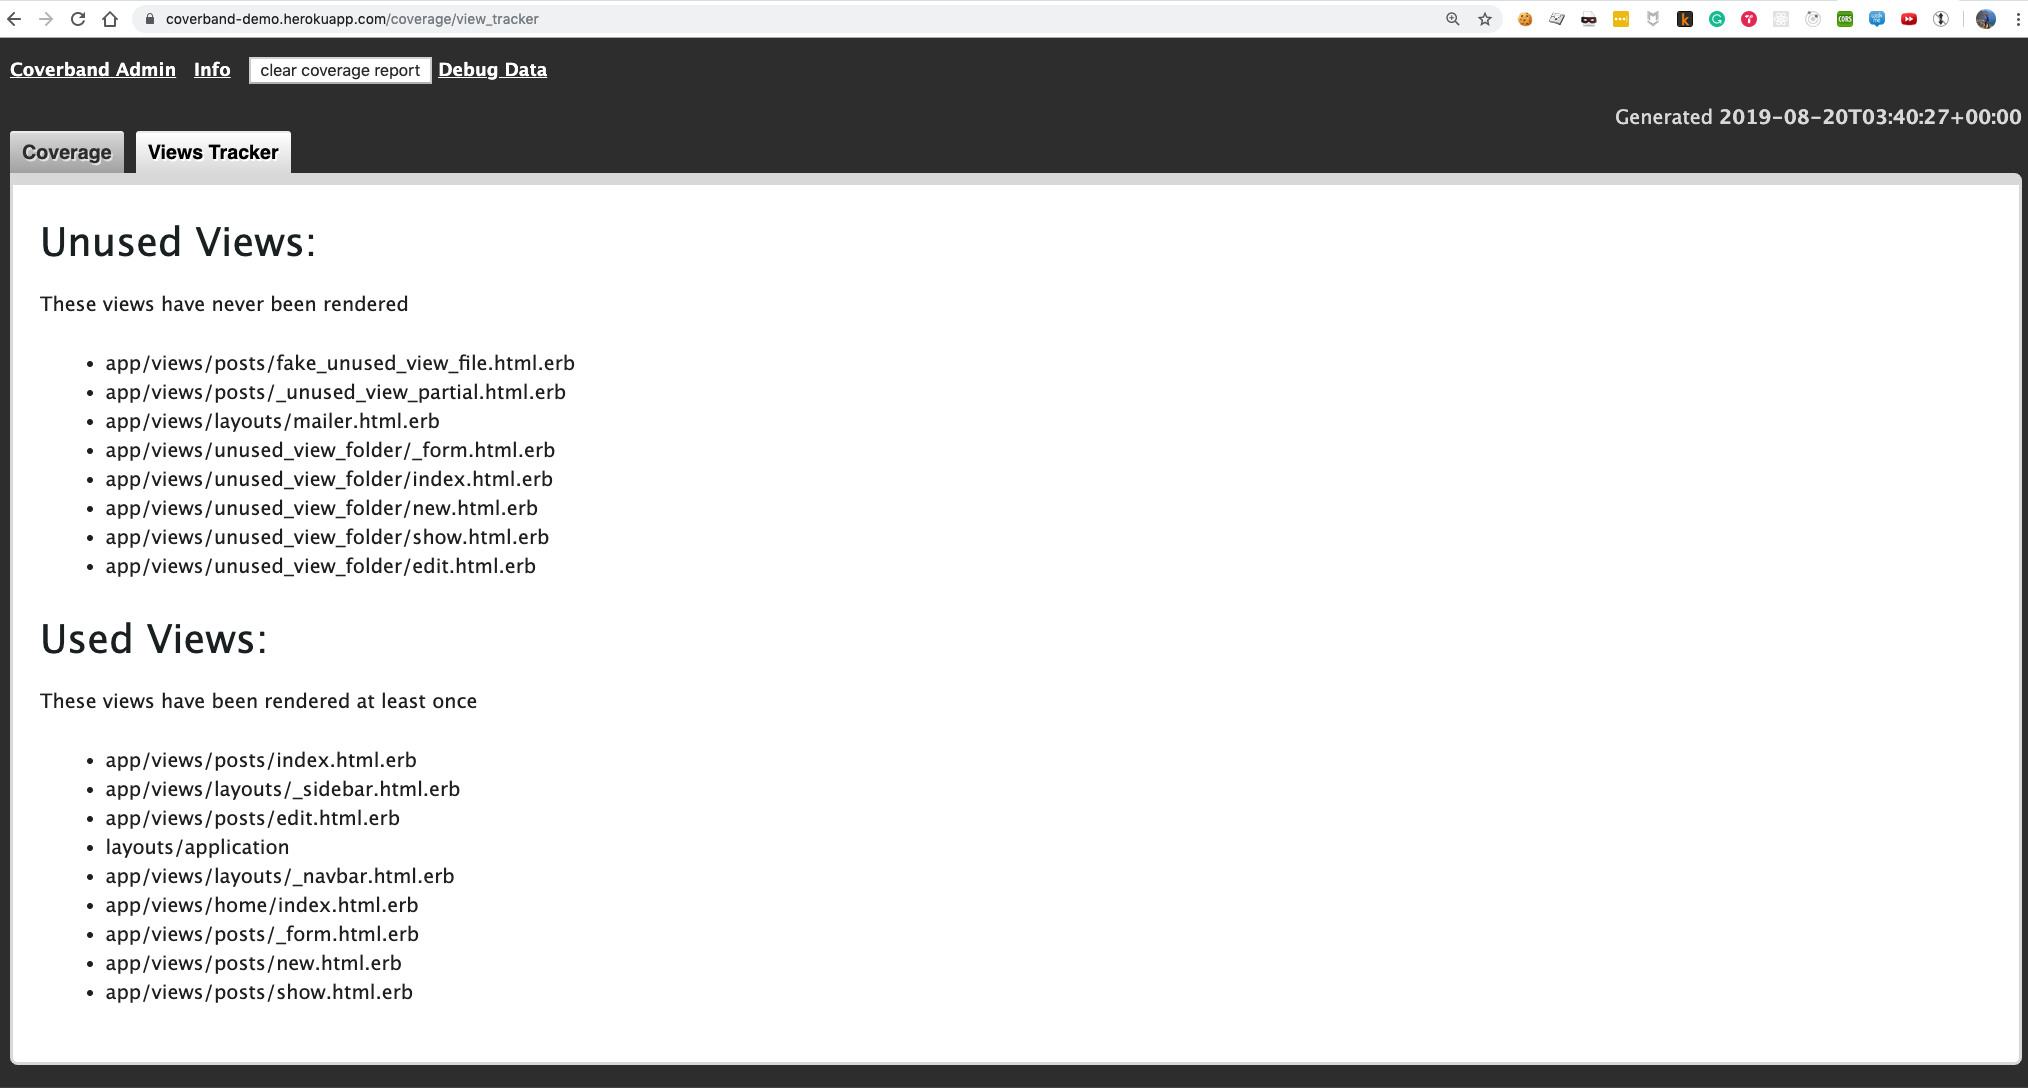 coverband-demo.herokuapp.com/coverage/view_tracker
Coverband Admin Info clear coverage report Debug Data
Generated 2019-08-20T03:40:27+00:00
Coverage Views Tracker
Unused Views:
These views have never been rendered
app/views/posts/fake_unused_view_file.html.erb
app/views/posts/_unused_view_partial.html.erb
app/views/layouts/mailer.html.erb
app/views/unused_view_folder/_form.html.erb
app/views/unused_view_folder/index.html.erb
app/views/unused_view_folder/new.html.erb
app/views/unused_view_folder/show.html.erb
app/views/unused_view_folder/edit.html.erb
Used Views:
These views have been rendered at least once
app/views/posts/index.html.erb
app/views/layouts/_sidebar.html.erb
app/views/posts/edit.html.erb
layouts/application
app/views/layouts/_navbar.html.erb
app/views/home/index.html.erb
app/views/posts/_form.html.erb
app/views/posts/new.html.erb
app/views/posts/show.html.erb